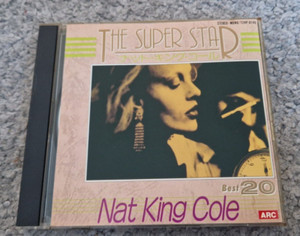 THE SUPER STAR
Best 20
Nat King Cole
ARC